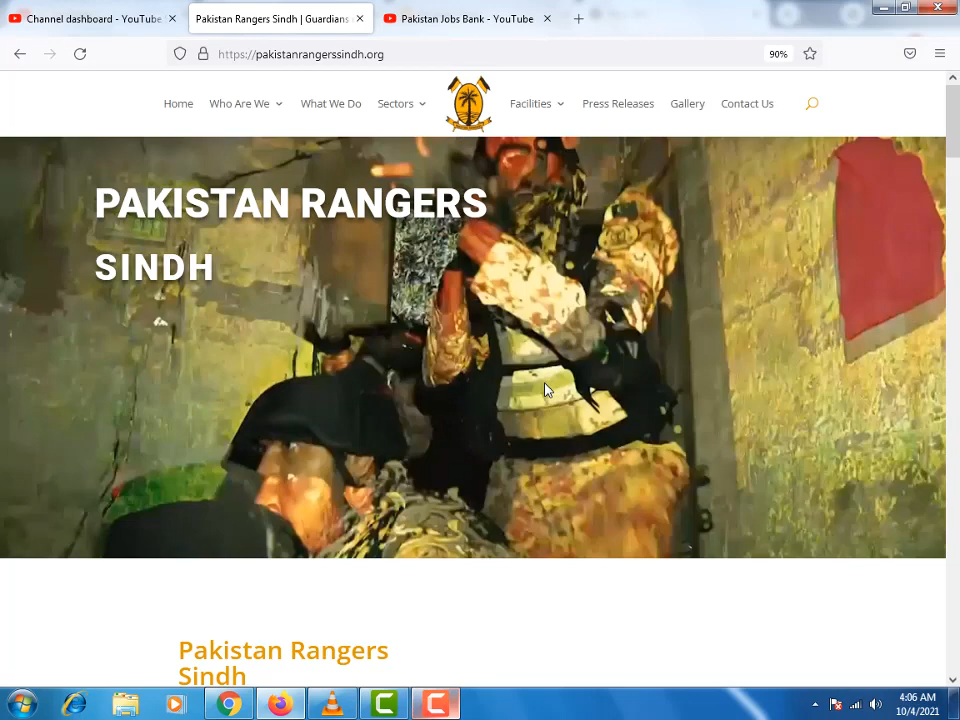 Channel dashboard - YouTube
Pakistan Rangers Sindh | Guardians
Pakistan Jobs Bank - YouTube
https://pakistanrangerssindh.org
90%
Home
Who Are We
What We Do
Sectors
Facilities
Press Releases
Gallery
Contact Us
PAKISTAN RANGERS
SINDH
Pakistan Rangers
Sindh
4:06 AM
10/4/2021